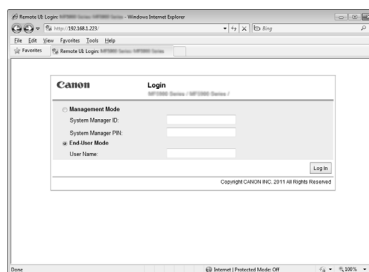 Remote UI: Login - Windows Internet Explorer
http://192.168.1.223/
Bing
File Edit View Favorites Tools Help
Favorites
Remote UI: Login
Canon
Login
Management Mode
System Manager ID:
System Manager PIN:
End-User Mode
User Name:
Log In
Copyright CANON INC. 2011 All Rights Reserved
Done
Internet | Protected Mode: Off
100%